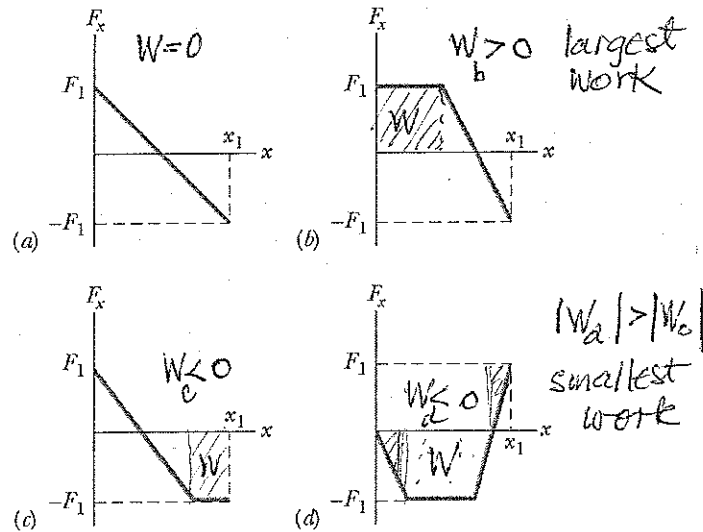 F_x
W=0
F_1
x_1
x
-F_1
(a)
F_x
W_b > 0 largest
work
F_1
W
x_1
x
-F_1
(b)
F_x
F_1
W_c < 0
x_1
x
W
-F_1
(c)
F_x
|W_d| > |W_c|
F_1
W_d < 0
smallest
work
x_1
x
W
-F_1
(d)